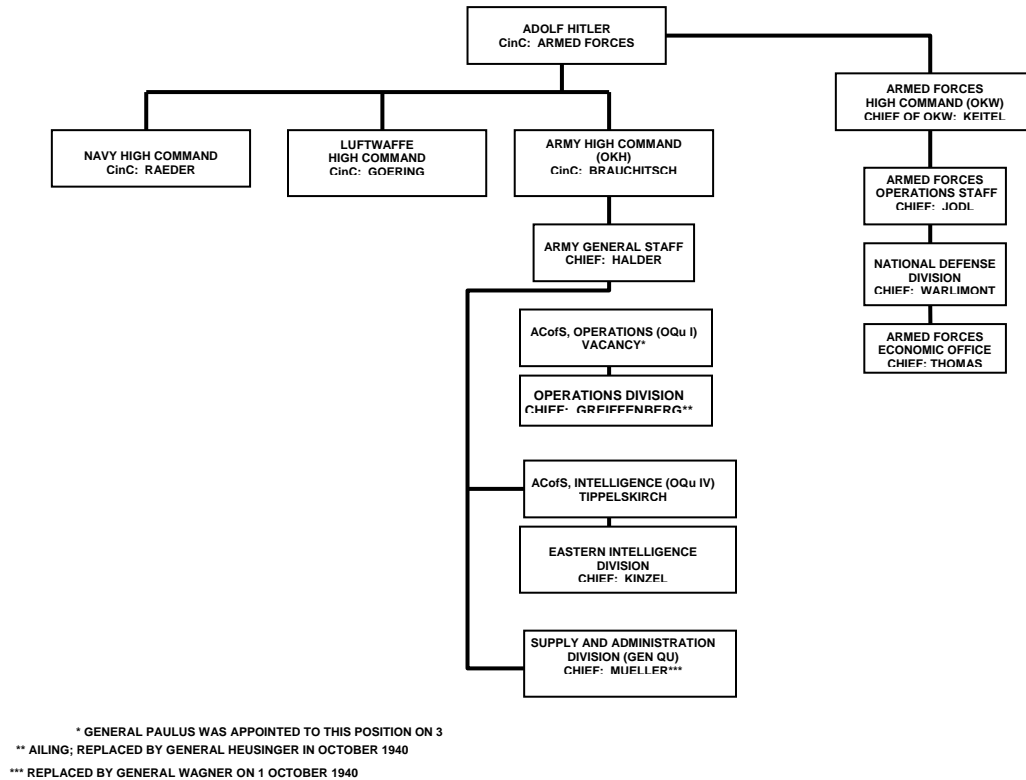 ADOLF HITLER
CinC: ARMED FORCES
ARMED FORCES
HIGH COMMAND (OKW)
CHIEF OF OKW: KEITEL
NAVY HIGH COMMAND
CinC: RAEDER
LUFTWAFFE
HIGH COMMAND
CinC: GOERING
ARMY HIGH COMMAND
(OKH)
CinC: BRAUCHITSCH
ARMED FORCES
OPERATIONS STAFF
CHIEF: JODL
ARMY GENERAL STAFF
CHIEF: HALDER
NATIONAL DEFENSE
DIVISION
CHIEF: WARLIMONT
ACofS, OPERATIONS (OQu I)
VACANCY*
ARMED FORCES
ECONOMIC OFFICE
CHIEF: THOMAS
OPERATIONS DIVISION
CHIEF: GREIFFENBERG**
ACofS, INTELLIGENCE (OQu IV)
TIPPELSKIRCH
EASTERN INTELLIGENCE
DIVISION
CHIEF: KINZEL
SUPPLY AND ADMINISTRATION
DIVISION (GEN QU)
CHIEF: MUELLER***
* GENERAL PAULUS WAS APPOINTED TO THIS POSITION ON 3
** AILING; REPLACED BY GENERAL HEUSINGER IN OCTOBER 1940
*** REPLACED BY GENERAL WAGNER ON 1 OCTOBER 1940